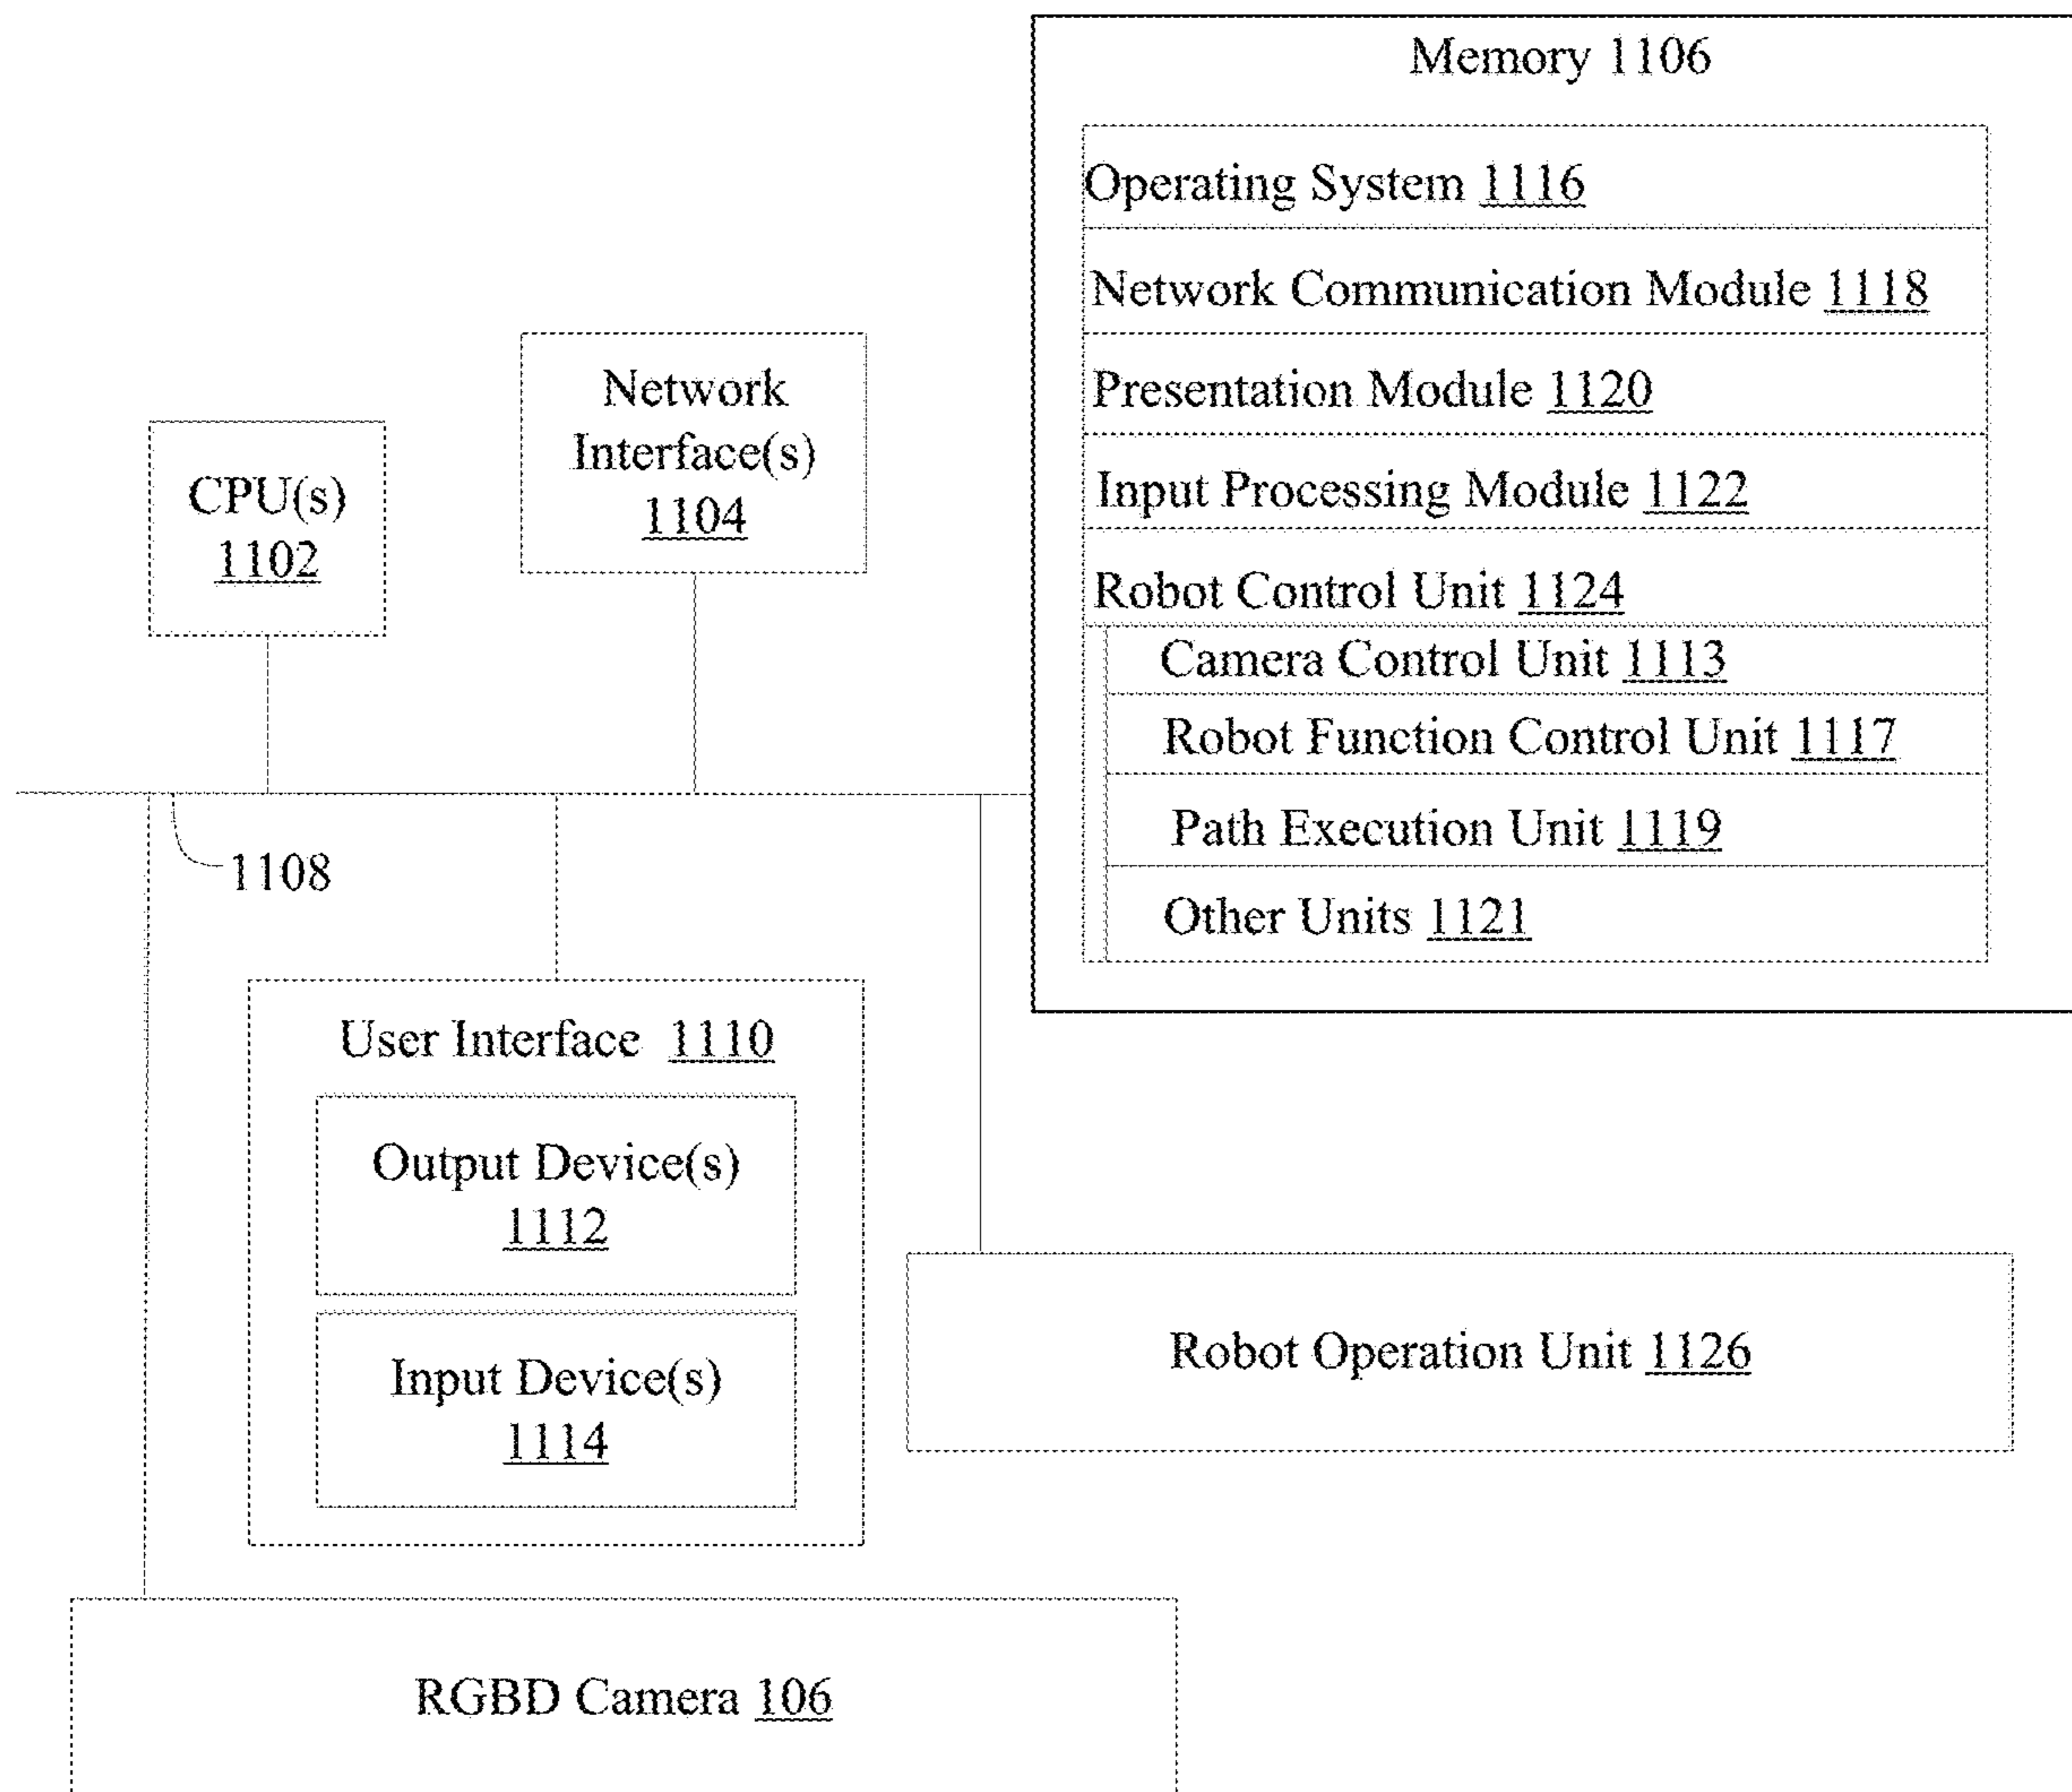 Memory 1106
Operating System 1116
Network Communication Module 1118
Presentation Module 1120
Input Processing Module 1122
Robot Control Unit 1124
Camera Control Unit 1113
Robot Function Control Unit 1117
Path Execution Unit 1119
Other Units 1121
Network
Interface(s)
1104
CPU(s)
1102
1108
User Interface 1110
Output Device(s)
1112
Input Device(s)
1114
Robot Operation Unit 1126
RGBD Camera 106